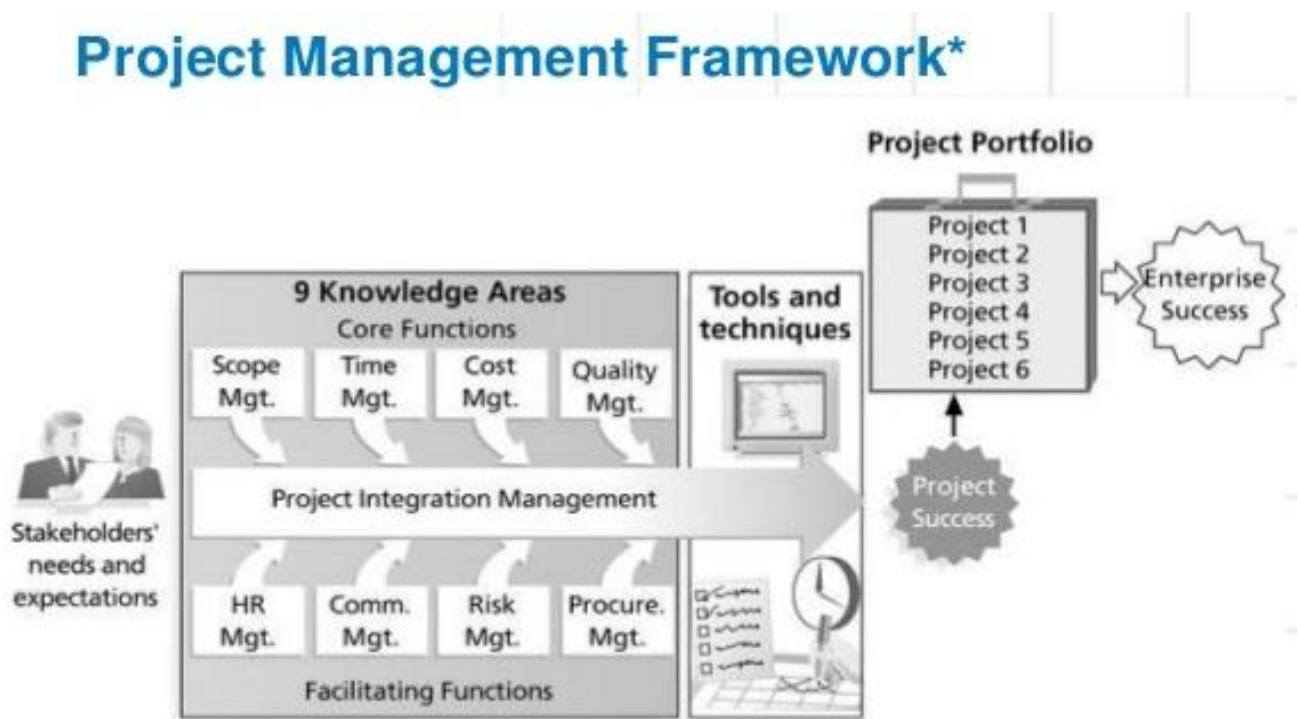 Project Management Framework*
Project Portfolio
Project 1
Project 2
Project 3
Project 4
Project 5
Project 6
Enterprise
Success
9 Knowledge Areas
Core Functions
Scope
Mgt.
Time
Mgt.
Cost
Mgt.
Quality
Mgt.
Tools and
techniques
Stakeholders'
needs and
expectations
Project Integration Management
Project
Success
HR
Mgt.
Comm.
Mgt.
Risk
Mgt.
Procure.
Mgt.
Facilitating Functions